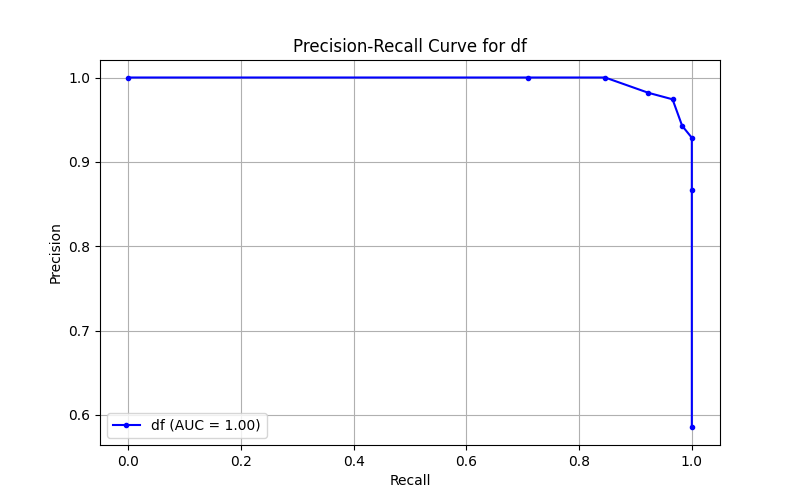 Precision-Recall Curve for df
Precision
1.0
0.9
0.8
0.7
0.6
df (AUC = 1.00)
0.0 0.2 0.4 0.6 0.8 1.0
Recall